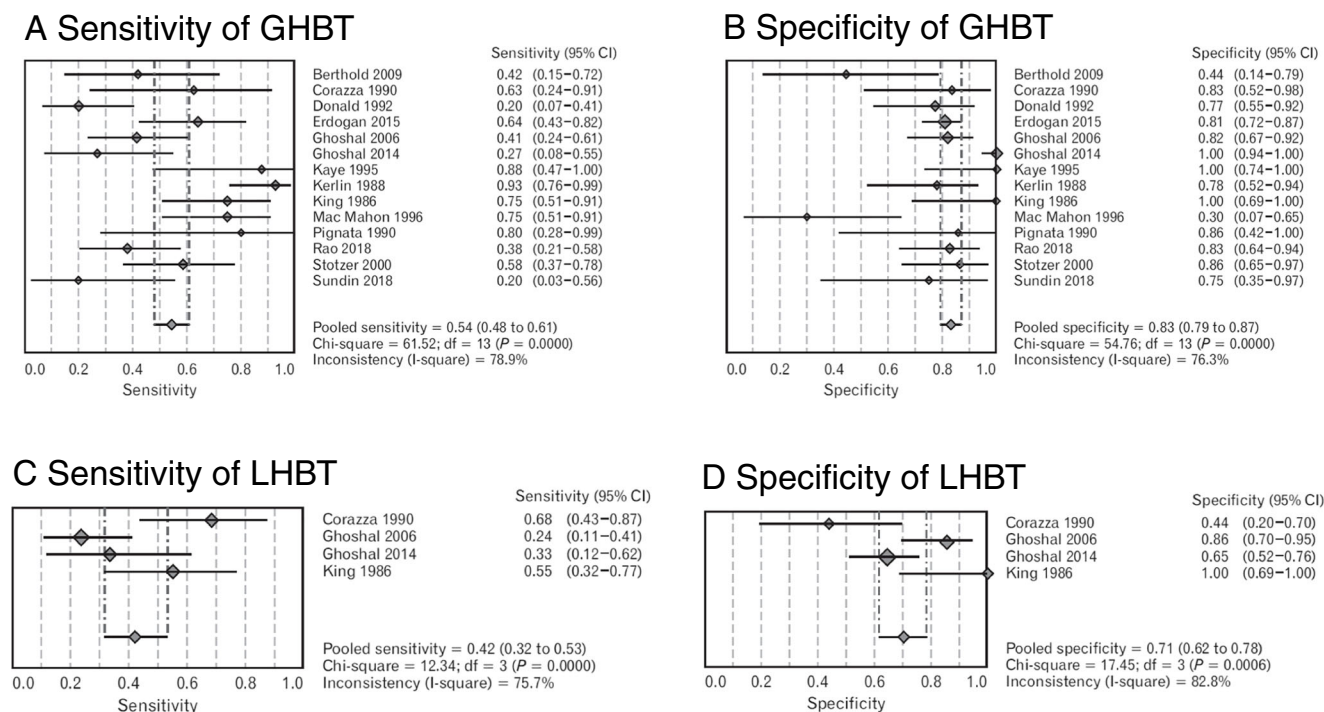 A Sensitivity of GHBT
Sensitivity (95% CI)
Berthold 2009 0.42 (0.15–0.72)
Corazza 1990 0.63 (0.24–0.91)
Donald 1992 0.20 (0.07–0.41)
Erdogan 2015 0.64 (0.43–0.82)
Ghoshal 2006 0.41 (0.24–0.61)
Ghoshal 2014 0.27 (0.08–0.55)
Kaye 1995 0.88 (0.47–1.00)
Kerlin 1988 0.93 (0.76–0.99)
King 1986 0.75 (0.51–0.91)
Mac Mahon 1996 0.75 (0.51–0.91)
Pignata 1990 0.80 (0.28–0.99)
Rao 2018 0.38 (0.21–0.58)
Stotzer 2000 0.58 (0.37–0.78)
Sundin 2018 0.20 (0.03–0.56)
Pooled sensitivity = 0.54 (0.48 to 0.61)
Chi-square = 61.52; df = 13 (P = 0.0000)
Inconsistency (I-square) = 78.9%
0.0 0.2 0.4 0.6 0.8 1.0
Sensitivity
B Specificity of GHBT
Specificity (95% CI)
Berthold 2009 0.44 (0.14–0.79)
Corazza 1990 0.83 (0.52–0.98)
Donald 1992 0.77 (0.55–0.92)
Erdogan 2015 0.81 (0.72–0.87)
Ghoshal 2006 0.82 (0.67–0.92)
Ghoshal 2014 1.00 (0.94–1.00)
Kaye 1995 1.00 (0.74–1.00)
Kerlin 1988 0.78 (0.52–0.94)
King 1986 1.00 (0.69–1.00)
Mac Mahon 1996 0.30 (0.07–0.65)
Pignata 1990 0.86 (0.42–1.00)
Rao 2018 0.83 (0.64–0.94)
Stotzer 2000 0.86 (0.65–0.97)
Sundin 2018 0.75 (0.35–0.97)
Pooled specificity = 0.83 (0.79 to 0.87)
Chi-square = 54.76; df = 13 (P = 0.0000)
Inconsistency (I-square) = 76.3%
0.0 0.2 0.4 0.6 0.8 1.0
Specificity
C Sensitivity of LHBT
Sensitivity (95% CI)
Corazza 1990 0.68 (0.43–0.87)
Ghoshal 2006 0.24 (0.11–0.41)
Ghoshal 2014 0.33 (0.12–0.62)
King 1986 0.55 (0.32–0.77)
Pooled sensitivity = 0.42 (0.32 to 0.53)
Chi-square = 12.34; df = 3 (P = 0.0000)
Inconsistency (I-square) = 75.7%
0.0 0.2 0.4 0.6 0.8 1.0
Sensitivity
D Specificity of LHBT
Specificity (95% CI)
Corazza 1990 0.44 (0.20–0.70)
Ghoshal 2006 0.86 (0.70–0.95)
Ghoshal 2014 0.65 (0.52–0.76)
King 1986 1.00 (0.69–1.00)
Pooled specificity = 0.71 (0.62 to 0.78)
Chi-square = 17.45; df = 3 (P = 0.0006)
Inconsistency (I-square) = 82.8%
0.0 0.2 0.4 0.6 0.8 1.0
Specificity